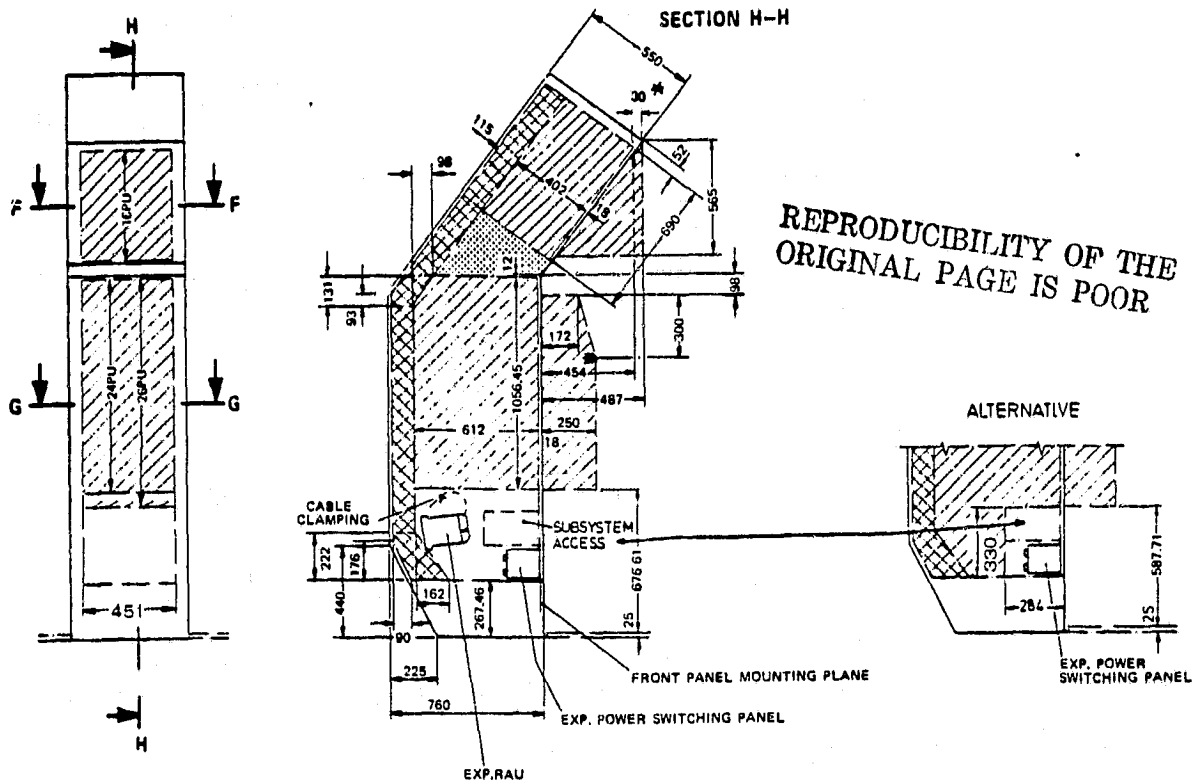 H
SECTION H-H
550
30 *
115
98
52
402
18
565
690
F
F
16PU
REPRODUCIBILITY OF THE
ORIGINAL PAGE IS POOR
131
93
112
98
172
300
454
487
G
G
24PU
26PU
1056.45
612
250
18
ALTERNATIVE
CABLE
CLAMPING
SUBSYSTEM
ACCESS
222
176
440
162
267.46
676.61
25
90
225
760
451
330
284
587.71
25
FRONT PANEL MOUNTING PLANE
EXP. POWER SWITCHING PANEL
EXP. POWER
SWITCHING PANEL
H
EXP.RAU